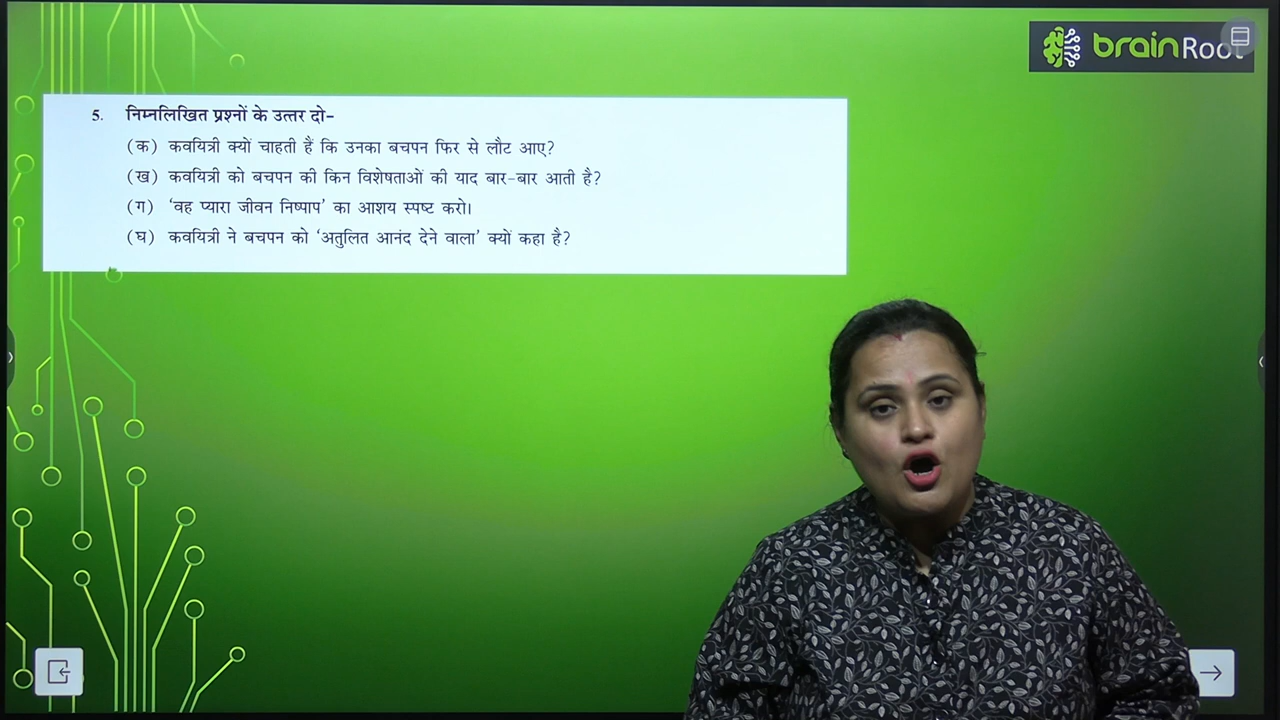 brainRoot
5. निम्नलिखित प्रश्नों के उत्तर दो-
(क) कवयित्री क्यों चाहती हैं कि उनका बचपन फिर से लौट आए?
(ख) कवयित्री को बचपन की किन विशेषताओं की याद बार-बार आती है?
(ग) ‘वह प्यारा जीवन निष्पाप’ का आशय स्पष्ट करो।
(घ) कवयित्री ने बचपन को ‘अतुलित आनंद देने वाला’ क्यों कहा है?